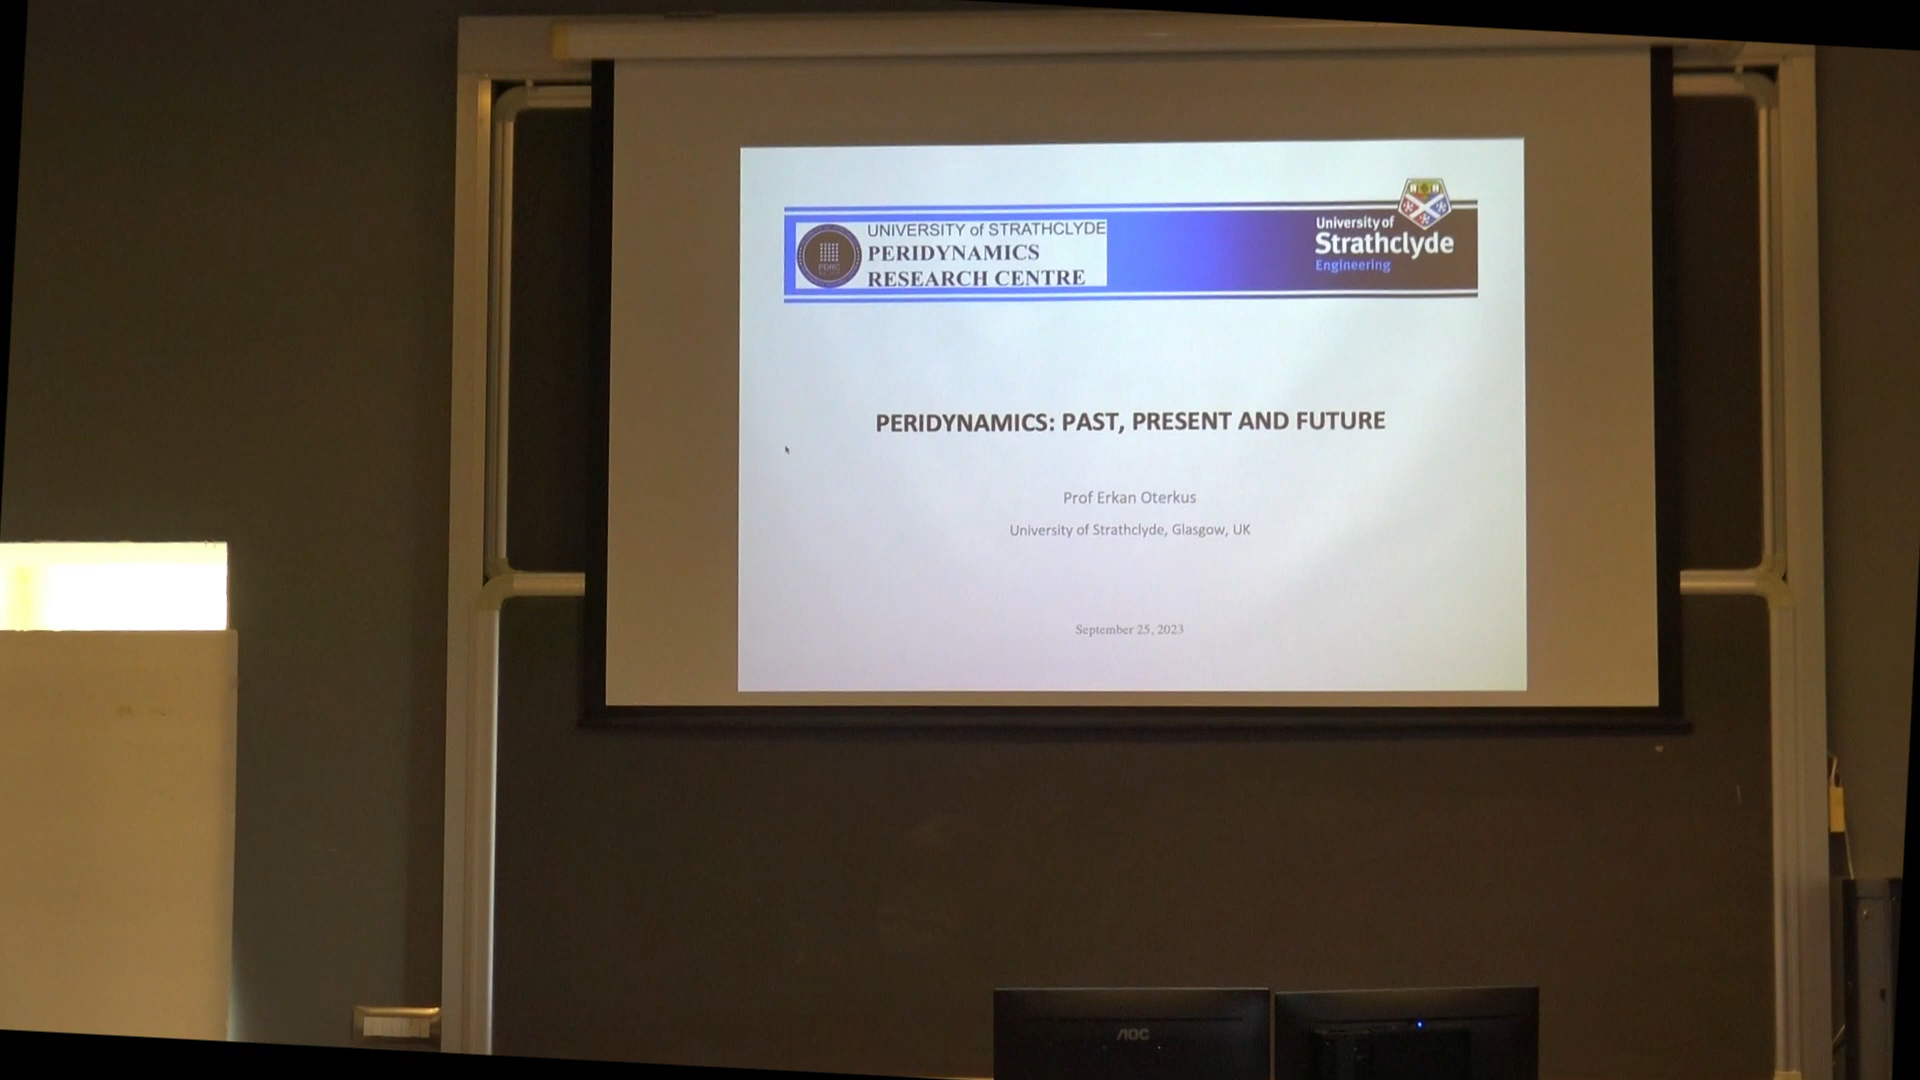 UNIVERSITY of STRATHCLYDE
PERIDYNAMICS
RESEARCH CENTRE
PDRC
University of
Strathclyde
Engineering
PERIDYNAMICS: PAST, PRESENT AND FUTURE
Prof Erkan Oterkus
University of Strathclyde, Glasgow, UK
September 25, 2023
AOC